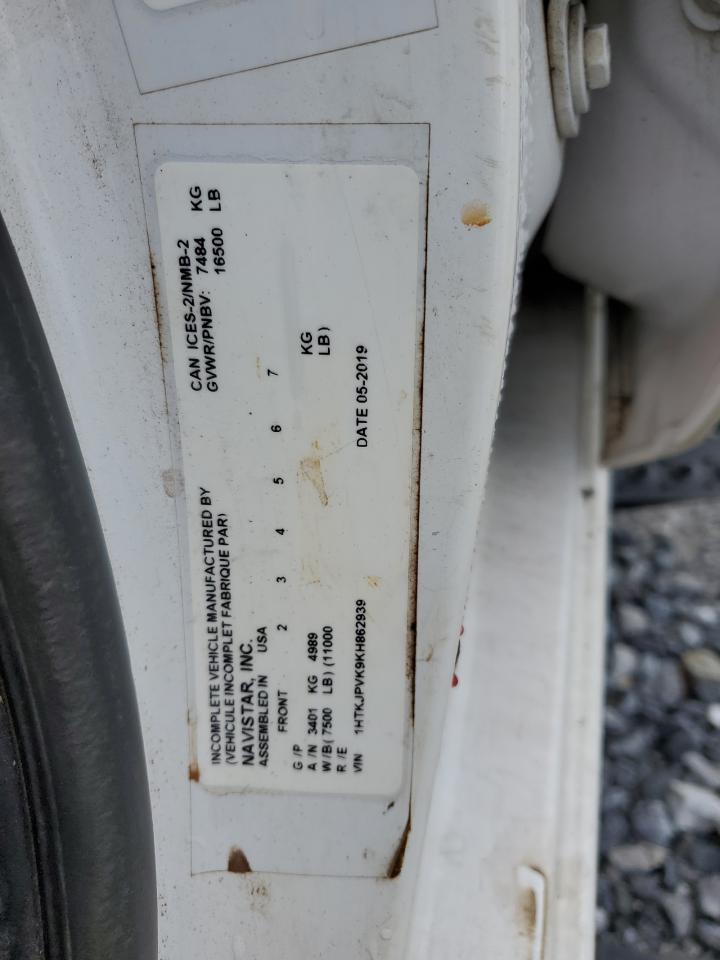 INCOMPLETE VEHICLE MANUFACTURED BY
(VEHICULE INCOMPLET FABRIQUE PAR)
NAVISTAR, INC.
ASSEMBLED IN USA
CAN ICES-2/NMB-2
GVWR/PNBV: 7484 KG
16500 LB
FRONT 2 3 4 5 6 7
G /P
A /N 3401 KG 4989 KG
W /B( 7500 LB) (11000 LB)
R /E
VIN 1HTKJPVK9KH862939 DATE 05-2019